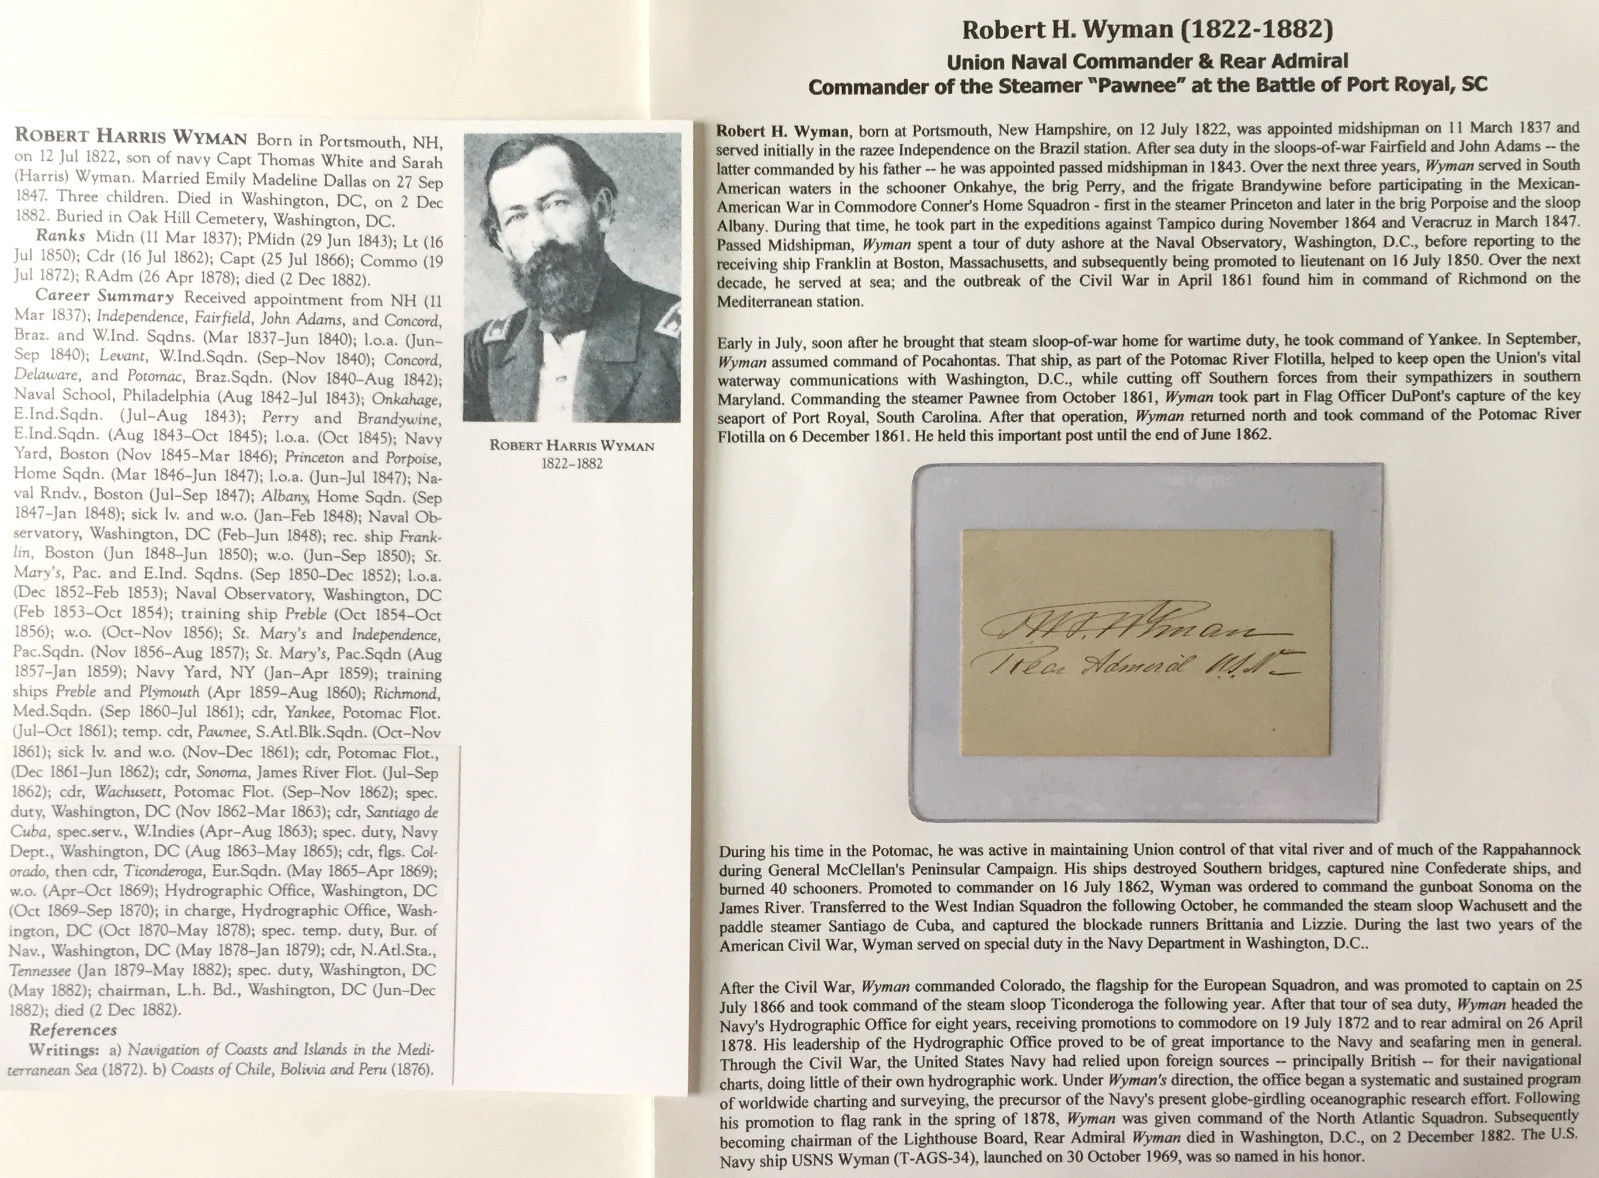 ROBERT HARRIS WYMAN Born in Portsmouth, NH,
on 12 Jul 1822, son of navy Capt Thomas White and Sarah
(Harris) Wyman. Married Emily Madeline Dallas on 27 Sep
1847. Three children. Died in Washington, DC, on 2 Dec
1882. Buried in Oak Hill Cemetery, Washington, DC.
Ranks Midn (11 Mar 1837); PMidn (29 Jun 1843); Lt (16
Jul 1850); Cdr (16 Jul 1862); Capt (25 Jul 1866); Commo (19
Jul 1872); RAdm (26 Apr 1878); died (2 Dec 1882).
Career Summary Received appointment from NH (11
Mar 1837); Independence, Fairfield, John Adams, and Concord,
Braz. and W.Ind. Sqdns. (Mar 1837–Jun 1840); l.o.a. (Jun–
Sep 1840); Levant, W.Ind.Sqdn. (Sep–Nov 1840); Concord,
Delaware, and Potomac, Braz.Sqdn. (Nov 1840–Aug 1842);
Naval School, Philadelphia (Aug 1842–Jul 1843); Onkahage,
E.Ind.Sqdn. (Jul–Aug 1843); Perry and Brandywine,
E.Ind.Sqdn. (Aug 1843–Oct 1845); l.o.a. (Oct 1845); Navy
Yard, Boston (Nov 1845–Mar 1846); Princeton and Porpoise,
Home Sqdn. (Mar 1846–Jun 1847); l.o.a. (Jun–Jul 1847); Na-
val Rndv., Boston (Jul–Sep 1847); Albany, Home Sqdn. (Sep
1847–Jan 1848); sick lv. and w.o. (Jan–Feb 1848); Naval Ob-
servatory, Washington, DC (Feb–Jun 1848); rec. ship Frank-
lin, Boston (Jun 1848–Jun 1850); w.o. (Jun–Sep 1850); St.
Mary's, Pac. and E.Ind. Sqdns. (Sep 1850–Dec 1852); l.o.a.
(Dec 1852–Feb 1853); Naval Observatory, Washington, DC
(Feb 1853–Oct 1854); training ship Preble (Oct 1854–Oct
1856); w.o. (Oct–Nov 1856); St. Mary's and Independence,
Pac.Sqdn. (Nov 1856–Aug 1857); St. Mary's, Pac.Sqdn (Aug
1857–Jan 1859); Navy Yard, NY (Jan–Apr 1859); training
ships Preble and Plymouth (Apr 1859–Aug 1860); Richmond,
Med.Sqdn. (Sep 1860–Jul 1861); cdr, Yankee, Potomac Flot.
(Jul–Oct 1861); temp. cdr, Pawnee, S.Atl.Blk.Sqdn. (Oct–Nov
1861); sick lv. and w.o. (Nov–Dec 1861); cdr, Potomac Flot.,
(Dec 1861–Jun 1862); cdr, Sonoma, James River Flot. (Jul–Sep
1862); cdr, Wachusett, Potomac Flot. (Sep–Nov 1862); spec.
duty, Washington, DC (Nov 1862–Mar 1863); cdr, Santiago de
Cuba, spec.serv., W.Indies (Apr–Aug 1863); spec. duty, Navy
Dept., Washington, DC (Aug 1863–May 1865); cdr, flgs. Col-
orado, then cdr, Ticonderoga, Eur.Sqdn. (May 1865–Apr 1869);
w.o. (Apr–Oct 1869); Hydrographic Office, Washington, DC
(Oct 1869–Sep 1870); in charge, Hydrographic Office, Wash-
ington, DC (Oct 1870–May 1878); spec. temp. duty, Bur. of
Nav., Washington, DC (May 1878–Jan 1879); cdr, N.Atl.Sta.,
Tennessee (Jan 1879–May 1882); spec. duty, Washington, DC
(May 1882); chairman, L.h. Bd., Washington, DC (Jun–Dec
1882); died (2 Dec 1882).
References
Writings: a) Navigation of Coasts and Islands in the Medi-
terranean Sea (1872). b) Coasts of Chile, Bolivia and Peru (1876).
ROBERT HARRIS WYMAN
1822–1882
Robert H. Wyman (1822-1882)
Union Naval Commander & Rear Admiral
Commander of the Steamer "Pawnee" at the Battle of Port Royal, SC
Robert H. Wyman, born at Portsmouth, New Hampshire, on 12 July 1822, was appointed midshipman on 11 March 1837 and
served initially in the razee Independence on the Brazil station. After sea duty in the sloops-of-war Fairfield and John Adams -- the
latter commanded by his father -- he was appointed passed midshipman in 1843. Over the next three years, Wyman served in South
American waters in the schooner Onkahye, the brig Perry, and the frigate Brandywine before participating in the Mexican-
American War in Commodore Conner's Home Squadron - first in the steamer Princeton and later in the brig Porpoise and the sloop
Albany. During that time, he took part in the expeditions against Tampico during November 1864 and Veracruz in March 1847.
Passed Midshipman, Wyman spent a tour of duty ashore at the Naval Observatory, Washington, D.C., before reporting to the
receiving ship Franklin at Boston, Massachusetts, and subsequently being promoted to lieutenant on 16 July 1850. Over the next
decade, he served at sea; and the outbreak of the Civil War in April 1861 found him in command of Richmond on the
Mediterranean station.
Early in July, soon after he brought that steam sloop-of-war home for wartime duty, he took command of Yankee. In September,
Wyman assumed command of Pocahontas. That ship, as part of the Potomac River Flotilla, helped to keep open the Union's vital
waterway communications with Washington, D.C., while cutting off Southern forces from their sympathizers in southern
Maryland. Commanding the steamer Pawnee from October 1861, Wyman took part in Flag Officer DuPont's capture of the key
seaport of Port Royal, South Carolina. After that operation, Wyman returned north and took command of the Potomac River
Flotilla on 6 December 1861. He held this important post until the end of June 1862.
R.H. Wyman
Rear Admiral U.S.N.
During his time in the Potomac, he was active in maintaining Union control of that vital river and of much of the Rappahannock
during General McClellan's Peninsular Campaign. His ships destroyed Southern bridges, captured nine Confederate ships, and
burned 40 schooners. Promoted to commander on 16 July 1862, Wyman was ordered to command the gunboat Sonoma on the
James River. Transferred to the West Indian Squadron the following October, he commanded the steam sloop Wachusett and the
paddle steamer Santiago de Cuba, and captured the blockade runners Brittania and Lizzie. During the last two years of the
American Civil War, Wyman served on special duty in the Navy Department in Washington, D.C..
After the Civil War, Wyman commanded Colorado, the flagship for the European Squadron, and was promoted to captain on 25
July 1866 and took command of the steam sloop Ticonderoga the following year. After that tour of sea duty, Wyman headed the
Navy's Hydrographic Office for eight years, receiving promotions to commodore on 19 July 1872 and to rear admiral on 26 April
1878. His leadership of the Hydrographic Office proved to be of great importance to the Navy and seafaring men in general.
Through the Civil War, the United States Navy had relied upon foreign sources -- principally British -- for their navigational
charts, doing little of their own hydrographic work. Under Wyman's direction, the office began a systematic and sustained program
of worldwide charting and surveying, the precursor of the Navy's present globe-girdling oceanographic research effort. Following
his promotion to flag rank in the spring of 1878, Wyman was given command of the North Atlantic Squadron. Subsequently
becoming chairman of the Lighthouse Board, Rear Admiral Wyman died in Washington, D.C., on 2 December 1882. The U.S.
Navy ship USNS Wyman (T-AGS-34), launched on 30 October 1969, was so named in his honor.